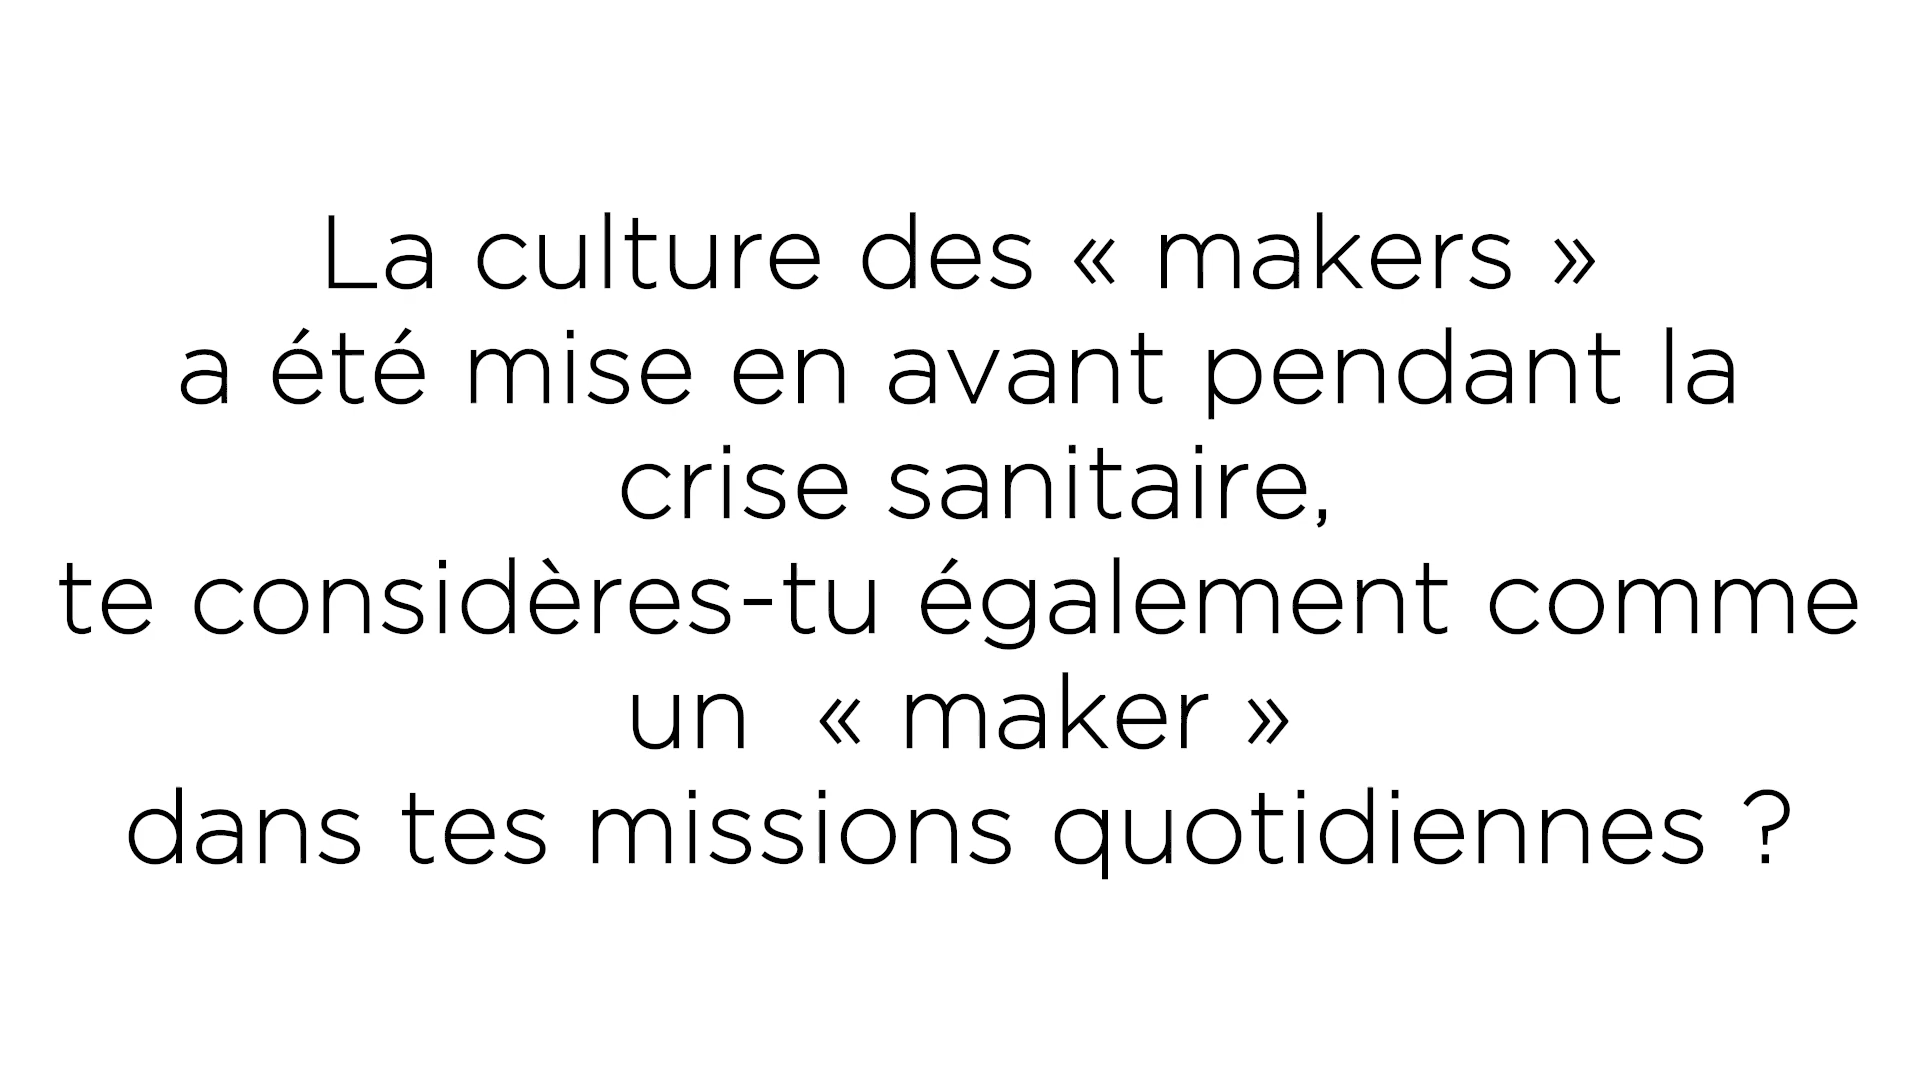 La culture des « makers »
a été mise en avant pendant la
crise sanitaire,
te considères-tu également comme
un  « maker »
dans tes missions quotidiennes ?